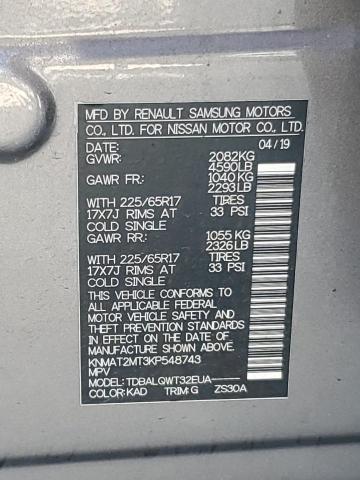 MFD BY RENAULT SAMSUNG MOTORS
CO., LTD. FOR NISSAN MOTOR CO., LTD.
DATE: 04/19
GVWR: 2082KG
4590LB
GAWR FR: 1040KG
2293LB
WITH 225/65R17 TIRES
17X7J RIMS AT 33 PSI
COLD SINGLE
GAWR RR: 1055KG
2326LB
WITH 225/65R17 TIRES
17X7J RIMS AT 33 PSI
COLD SINGLE
THIS VEHICLE CONFORMS TO
ALL APPLICABLE FEDERAL
MOTOR VEHICLE SAFETY AND
THEFT PREVENTION STANDARDS
IN EFFECT ON THE DATE OF
MANUFACTURE SHOWN ABOVE.
KNMAT2MT3KP548743
MPV
MODEL: TDBALQWT32EUA-----
COLOR: KAD TRIM: G ZS30A